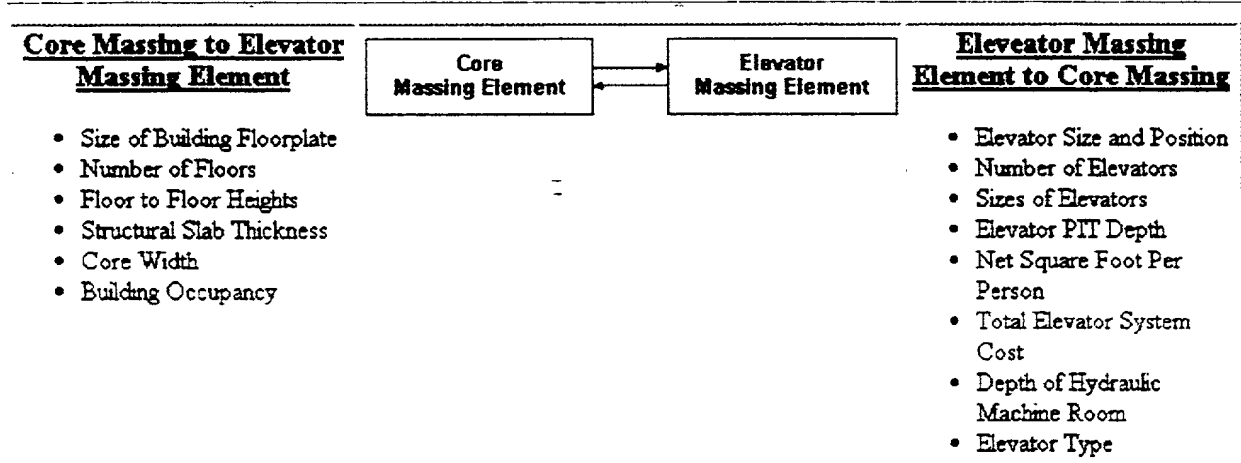 Core Massing to Elevator
Massing Element
• Size of Building Floorplate
• Number of Floors
• Floor to Floor Heights
• Structural Slab Thickness
• Core Width
• Building Occupancy
Core
Massing Element
Elevator
Massing Element
Eleveator Massing
Element to Core Massing
• Elevator Size and Position
• Number of Elevators
• Sizes of Elevators
• Elevator PIT Depth
• Net Square Foot Per
Person
• Total Elevator System
Cost
• Depth of Hydraulic
Machine Room
• Elevator Type